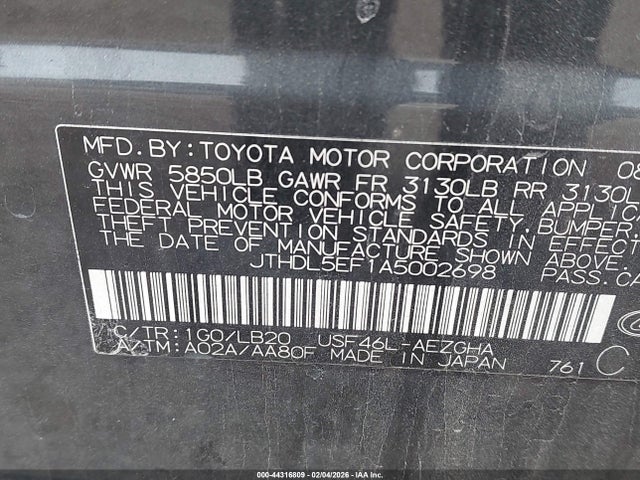 MFD.BY:TOYOTA MOTOR CORPORATION 08
GVWR 5850LB GAWR FR 3130LB RR 3130L
THIS VEHICLE CONFORMS TO ALL APPLIC
FEDERAL MOTOR VEHICLE SAFETY,BUMPER,
THEFT PREVENTION STANDARDS IN EFFECT
THE DATE OF MANUFACTURE SHOWN ABOVE.
JTHDL5EF1A5002698 PASS.CA
C/TR:1G0/LB20 USF46L-AEZGHA
A/TM:A02A/AA80F MADE IN JAPAN 761 C
000-44316809 - 02/04/2026 - IAA Inc.